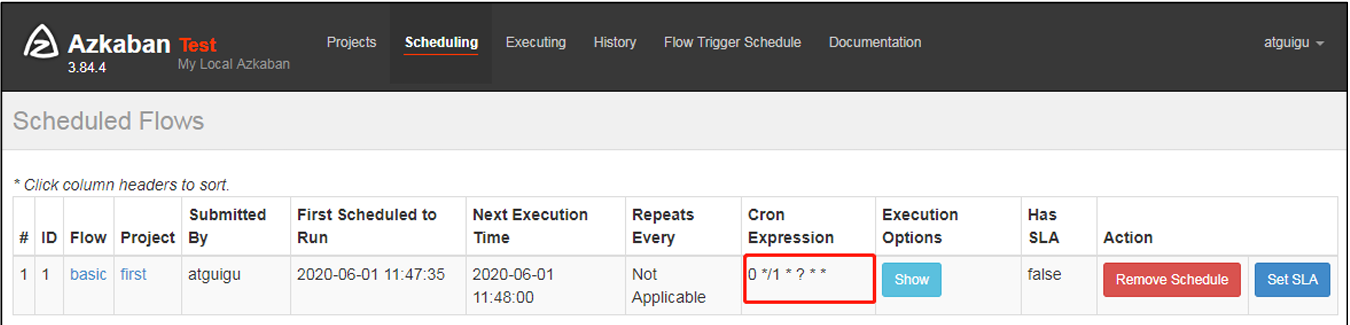 Azkaban Test
3.84.4 My Local Azkaban
Projects Scheduling Executing History Flow Trigger Schedule Documentation atguigu
Scheduled Flows
* Click column headers to sort.
# ID Flow Project Submitted By First Scheduled to Run Next Execution Time Repeats Every Cron Expression Execution Options Has SLA Action
1 1 basic first atguigu 2020-06-01 11:47:35 2020-06-01 11:48:00 Not Applicable 0 */1 * ? * * Show false Remove Schedule Set SLA